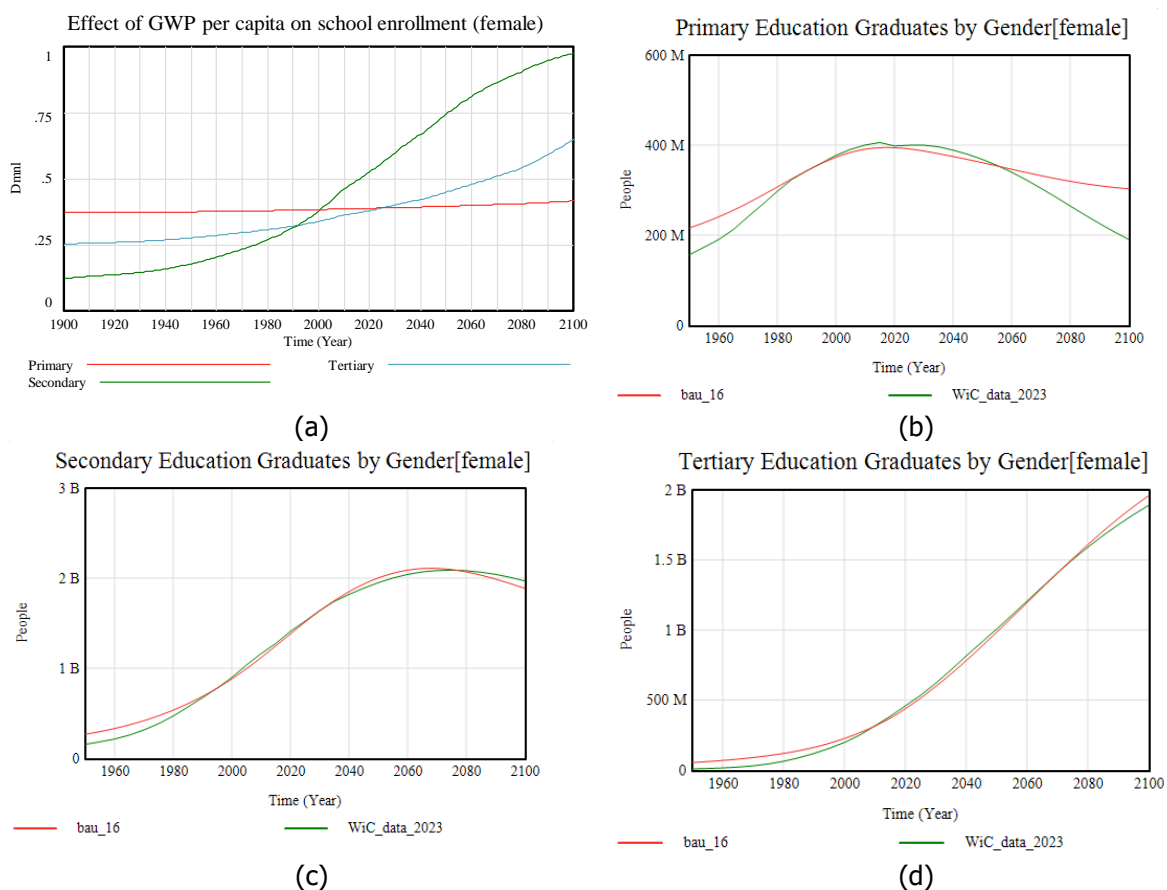 Effect of GWP per capita on school enrollment (female)
1
.75
.5
.25
0
Dmnl
1900 1920 1940 1960 1980 2000 2020 2040 2060 2080 2100
Time (Year)
Primary Tertiary
Secondary
(a)
Primary Education Graduates by Gender[female]
600 M
400 M
200 M
0
People
1960 1980 2000 2020 2040 2060 2080 2100
Time (Year)
bau_16 WiC_data_2023
(b)
Secondary Education Graduates by Gender[female]
3 B
2 B
1 B
0
People
1960 1980 2000 2020 2040 2060 2080 2100
Time (Year)
bau_16 WiC_data_2023
(c)
Tertiary Education Graduates by Gender[female]
2 B
1.5 B
1 B
500 M
0
People
1960 1980 2000 2020 2040 2060 2080 2100
Time (Year)
bau_16 WiC_data_2023
(d)